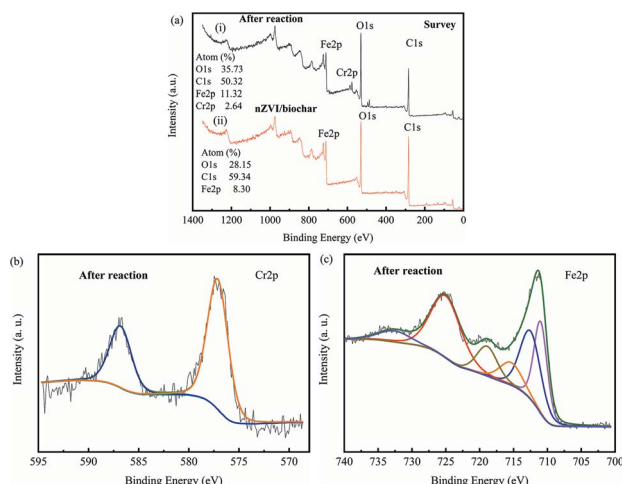 (a)
(i)
After reaction
Survey
Atom (%)
O1s 35.73
C1s 50.32
Fe2p 11.32
Cr2p 2.64
Fe2p
Cr2p
O1s
C1s
nZVI/biochar
(ii)
Atom (%)
O1s 28.15
C1s 59.34
Fe2p 8.30
Fe2p
O1s
C1s
Intensity (a.u.)
1400 1200 1000 800 600 400 200 0
Binding Energy (eV)
(b)
After reaction
Cr2p
Intensity (a. u.)
595 590 585 580 575 570
Binding Energy (eV)
(c)
After reaction
Fe2p
Intensity (a. u.)
740 735 730 725 720 715 710 705 700
Binding Energy (eV)